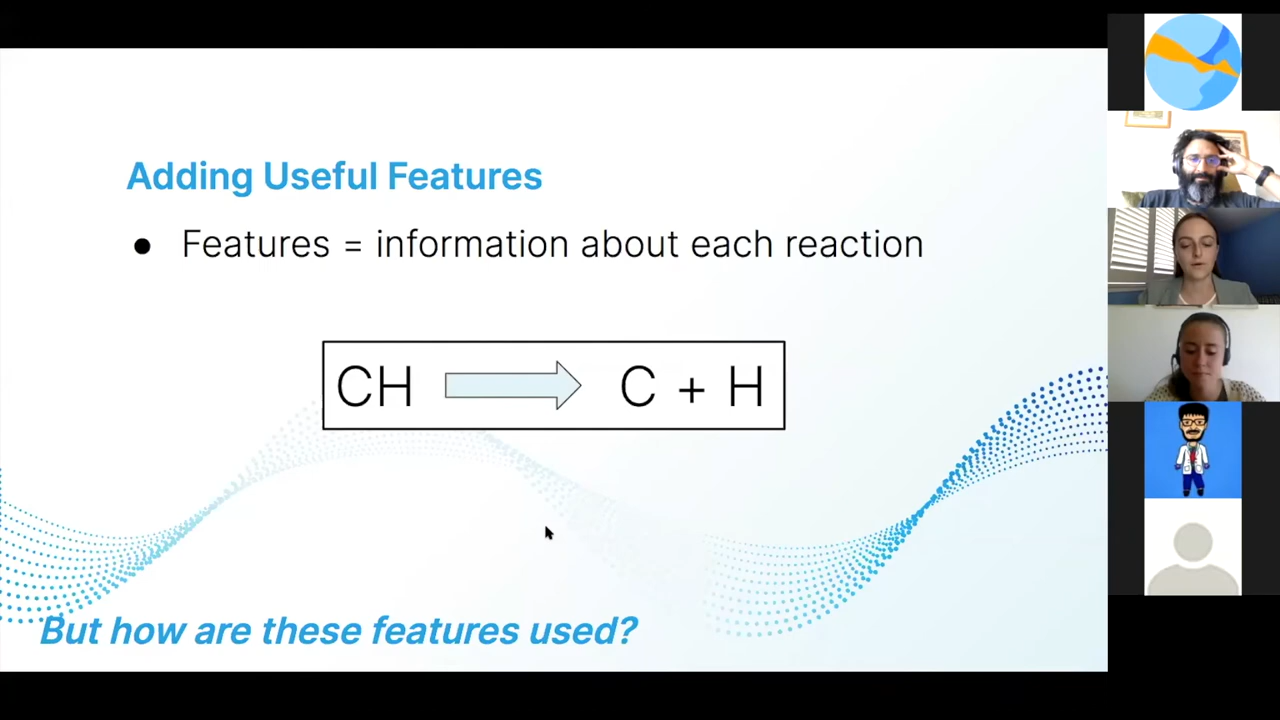 Adding Useful Features
● Features = information about each reaction
CH → C + H
But how are these features used?